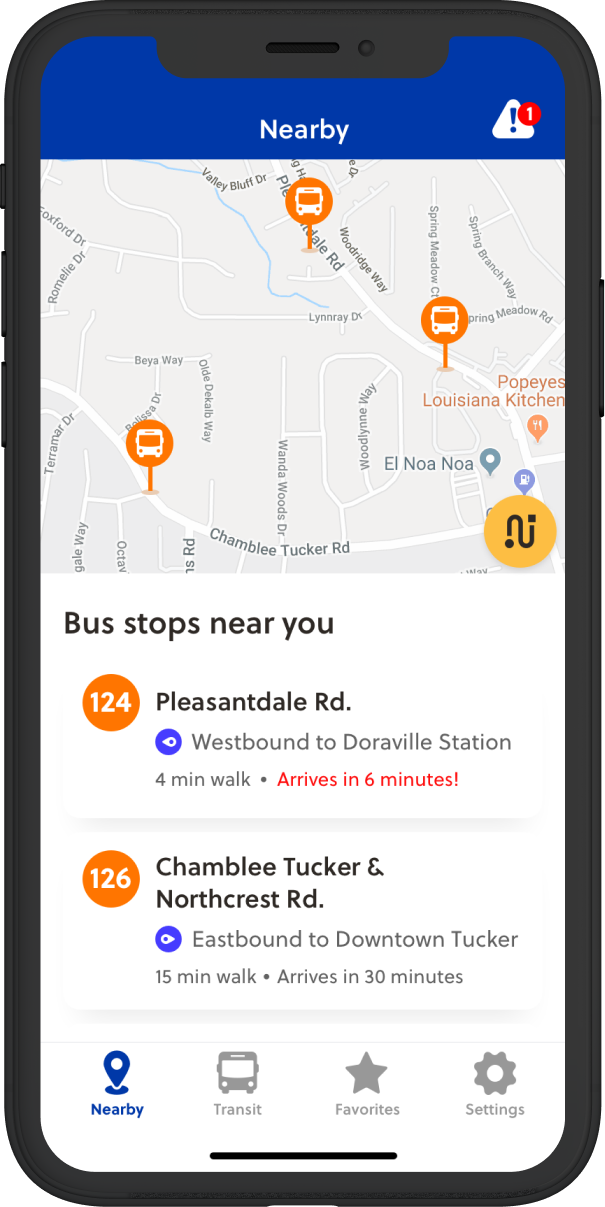 Nearby
1
Valley Bluff Dr
Foxford Dr
Romelie Dr
Woodridge Way
Spring Meadow Ct
Spring Branch Way
Spring Meadow Rd
Lynnray Dr
Beya Way
Olde Dekalb Way
Belissa Dr
Terramar Dr
Woodlynne Way
Wanda Woods Dr
Popeyes
Louisiana Kitchen
El Noa Noa
Chamblee Tucker Rd
gale Way
Octav
ns Rd
Way
Bus stops near you
124
Pleasantdale Rd.
Westbound to Doraville Station
4 min walk • Arrives in 6 minutes!
126
Chamblee Tucker &
Northcrest Rd.
Eastbound to Downtown Tucker
15 min walk • Arrives in 30 minutes
Nearby
Transit
Favorites
Settings